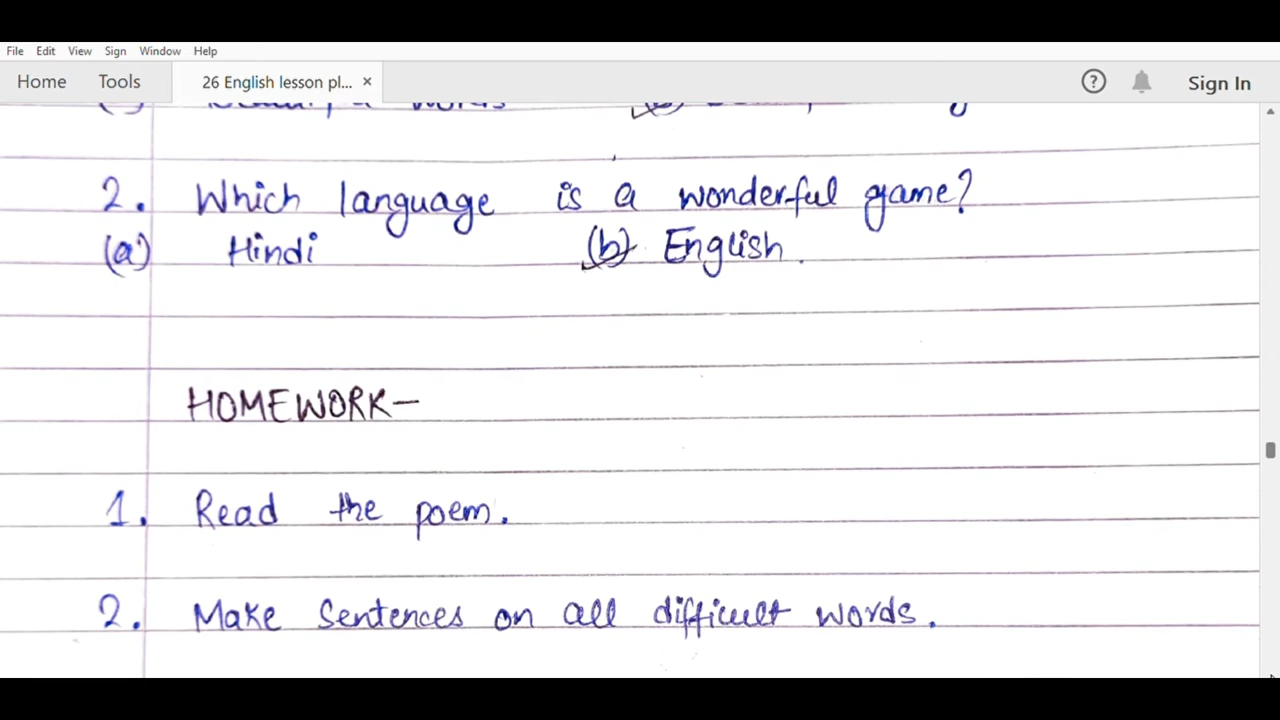 File Edit View Sign Window Help
Home Tools 26 English lesson pl... × ? Sign In
words
2. Which language is a wonderful game?
(a) Hindi (b) English.
HOMEWORK-
1. Read the poem.
2. Make sentences on all difficult words.